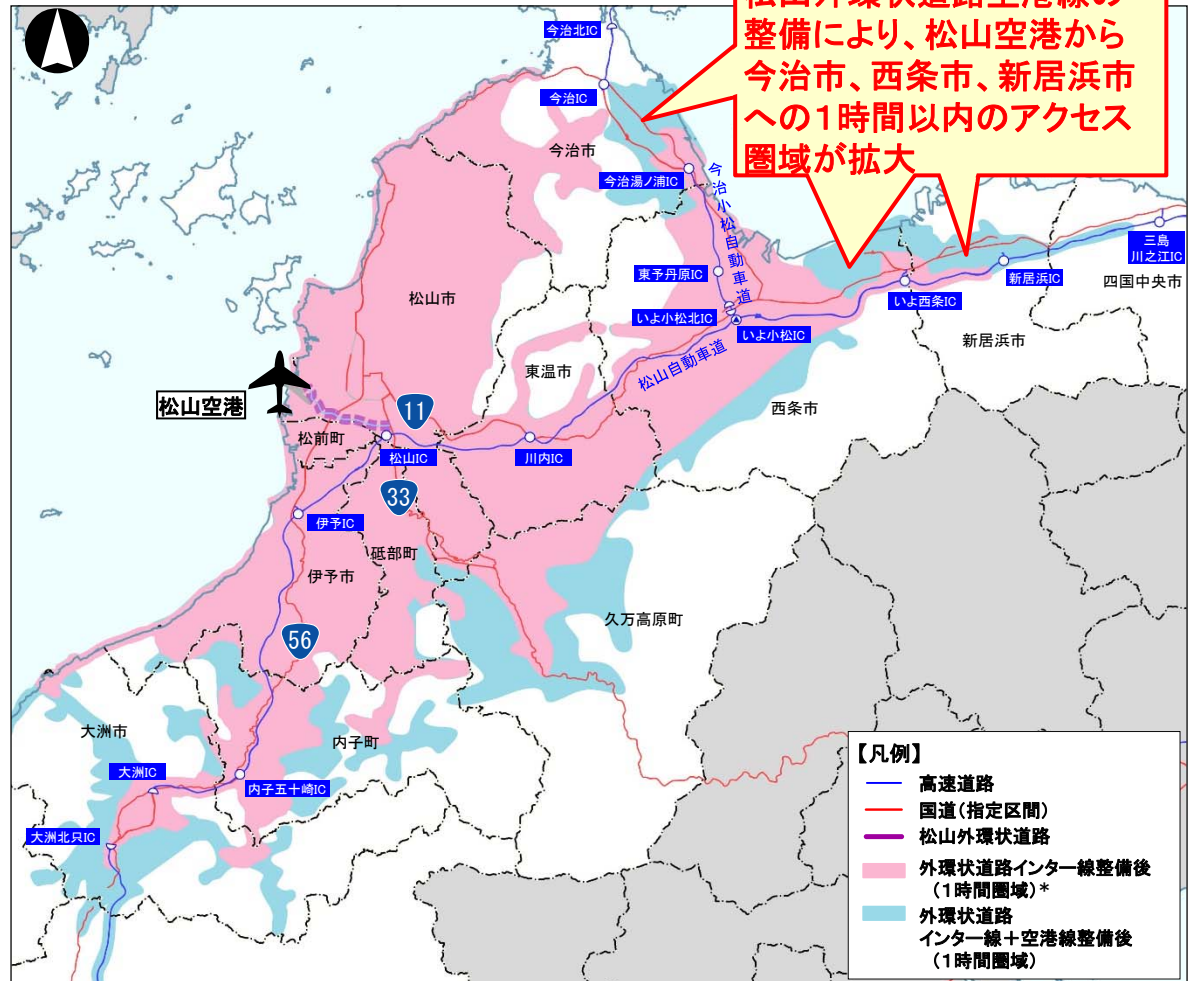 松山外環状道路空港線の
整備により、松山空港から
今治市、西条市、新居浜市
への１時間以内のアクセス
圏域が拡大
今治北IC
今治IC
今治市
今治湯ノ浦IC
今治小松自動車道
東予丹原IC
いよ小松北IC
いよ小松IC
いよ西条IC
新居浜IC
三島
川之江IC
四国中央市
新居浜市
西条市
松山自動車道
東温市
松山市
松山空港
11
松前町
松山IC
川内IC
33
伊予IC
砥部町
伊予市
久万高原町
56
大洲市
内子町
大洲IC
内子五十崎IC
大洲北只IC
【凡例】
高速道路
国道(指定区間)
松山外環状道路
外環状道路インター線整備後
（１時間圏域）*
外環状道路
インター線＋空港線整備後
（１時間圏域）